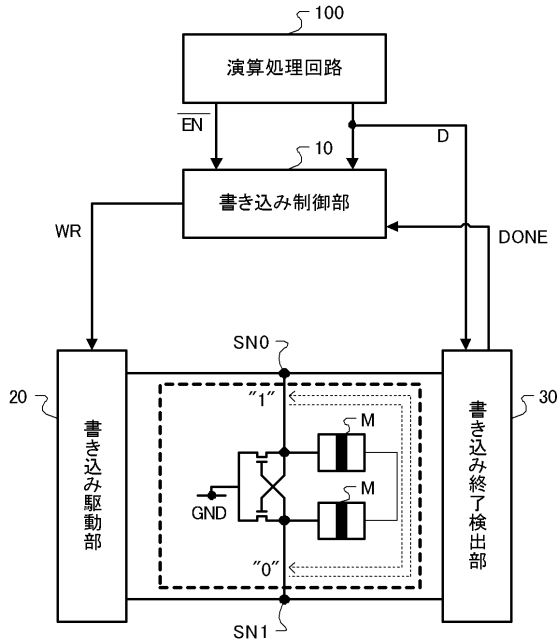 100
演算処理回路
EN
D
10
書き込み制御部
WR
DONE
SN0
20
30
"1"
M
書き込み駆動部
書き込み終了検出部
GND
M
"0"
SN1